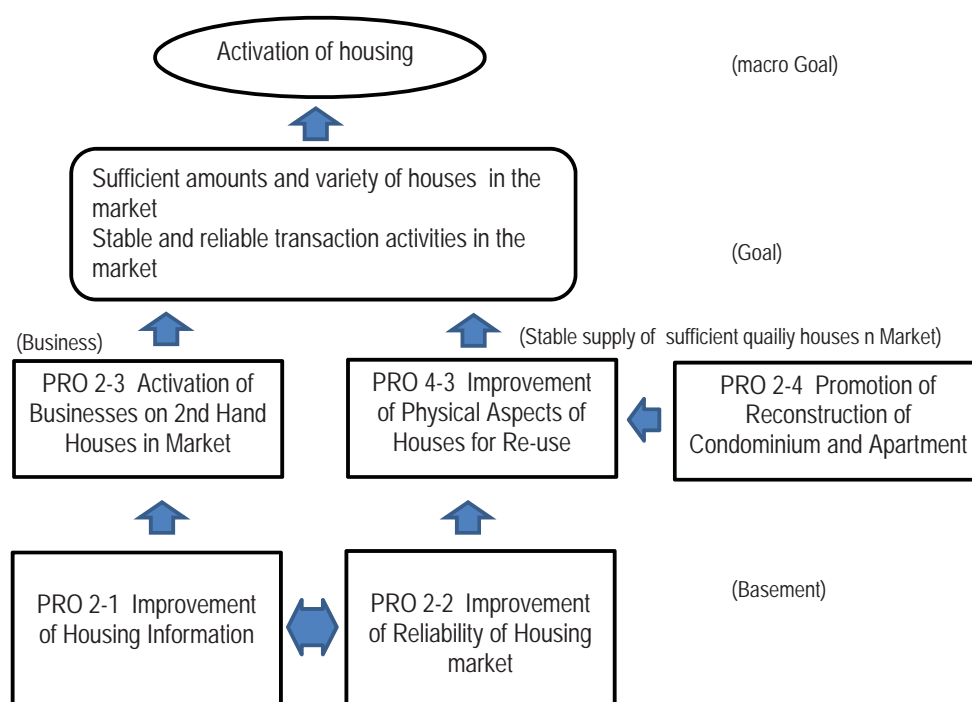 Activation of housing
(macro Goal)
Sufficient amounts and variety of houses in the
market
Stable and reliable transaction activities in the
market
(Goal)
(Business)
(Stable supply of sufficient quailiy houses n Market)
PRO 2-3 Activation of
Businesses on 2nd Hand
Houses in Market
PRO 4-3 Improvement
of Physical Aspects of
Houses for Re-use
PRO 2-4 Promotion of
Reconstruction of
Condominium and Apartment
PRO 2-1 Improvement
of Housing Information
PRO 2-2 Improvement
of Reliability of Housing
market
(Basement)